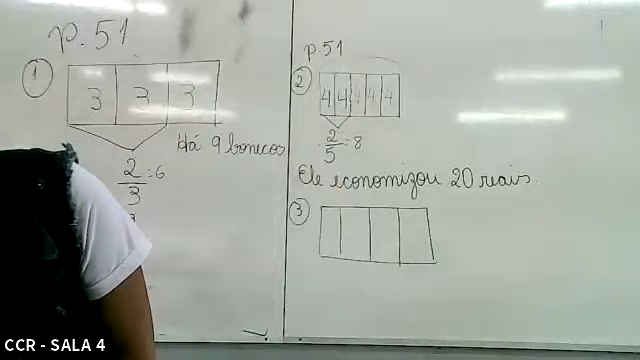 p.51
1
3 3 3
Há 9 bonecos
2/3 = 6
p.51
2
4 4 4 4 4
2/5 = 8
Ele economizou 20 reais.
3
CCR - SALA 4